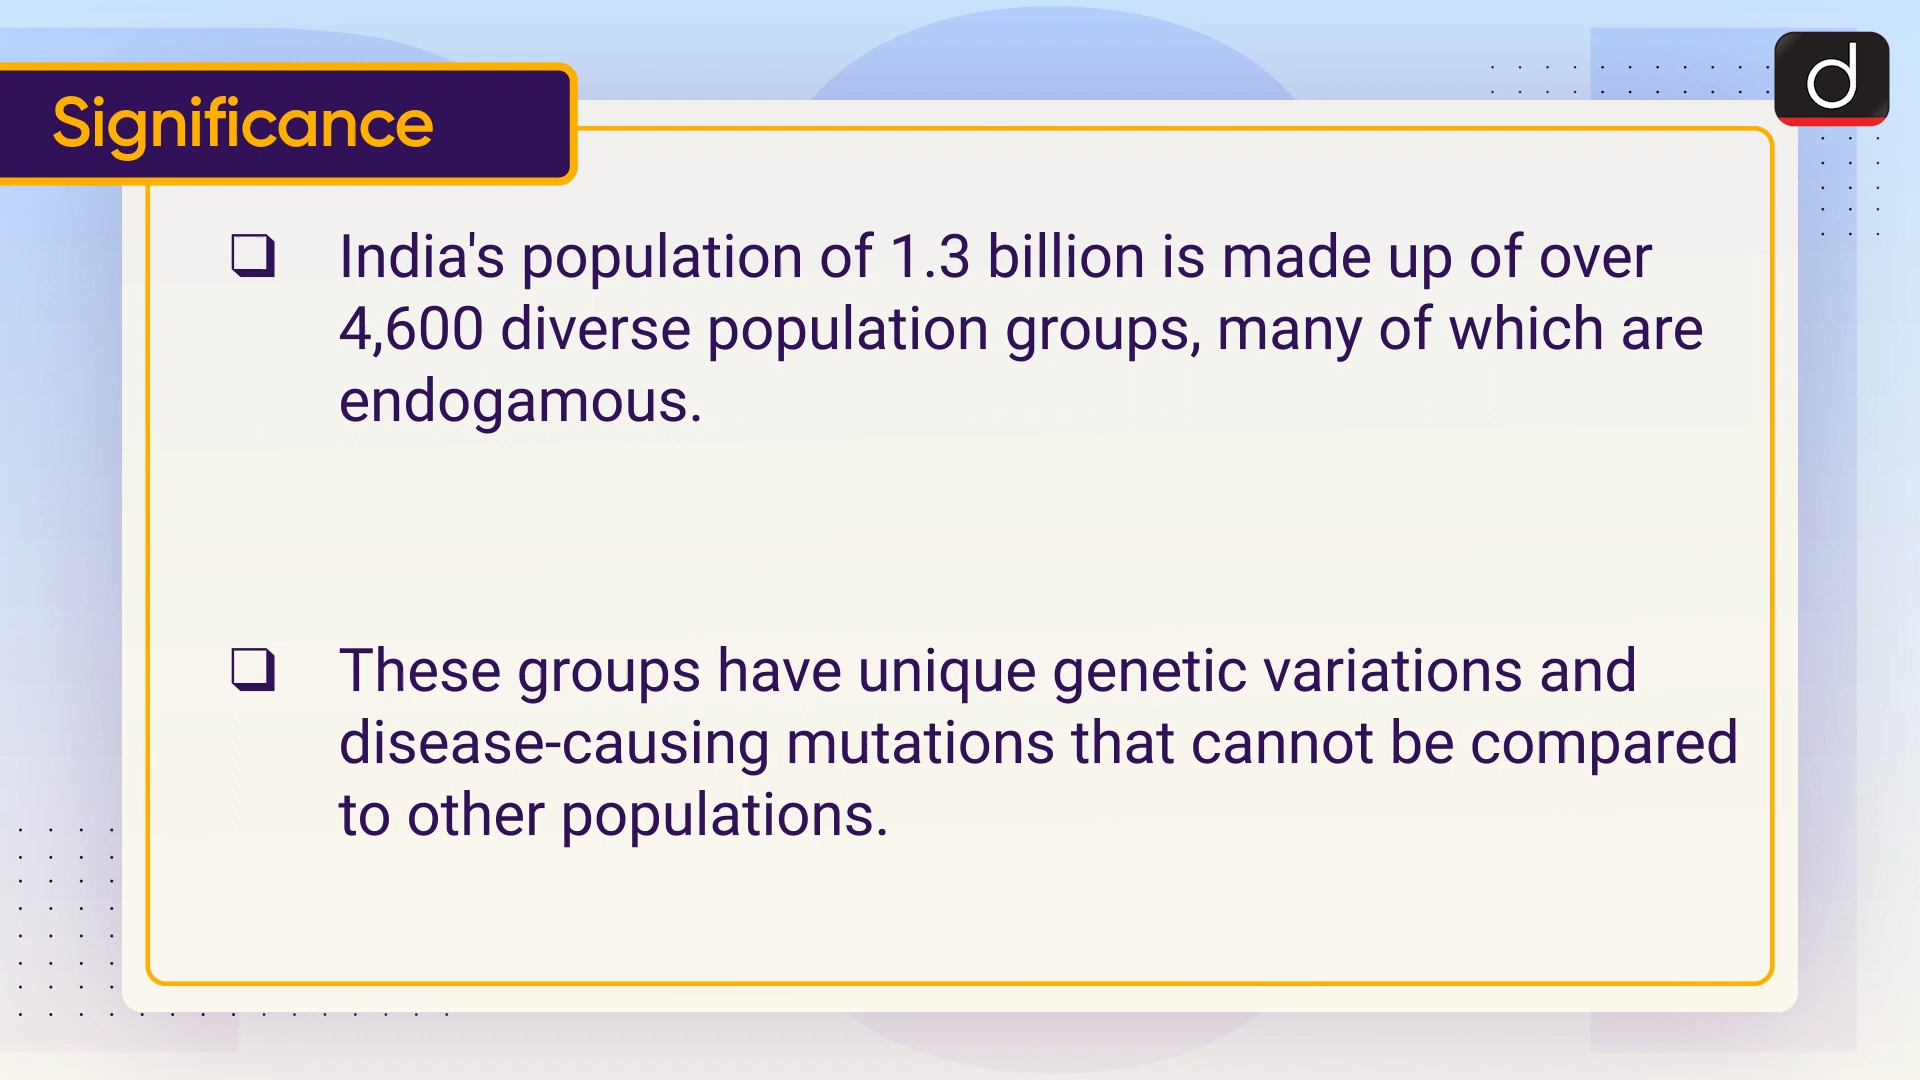 Significance
d
❑ India's population of 1.3 billion is made up of over
4,600 diverse population groups, many of which are
endogamous.
❑ These groups have unique genetic variations and
disease-causing mutations that cannot be compared
to other populations.